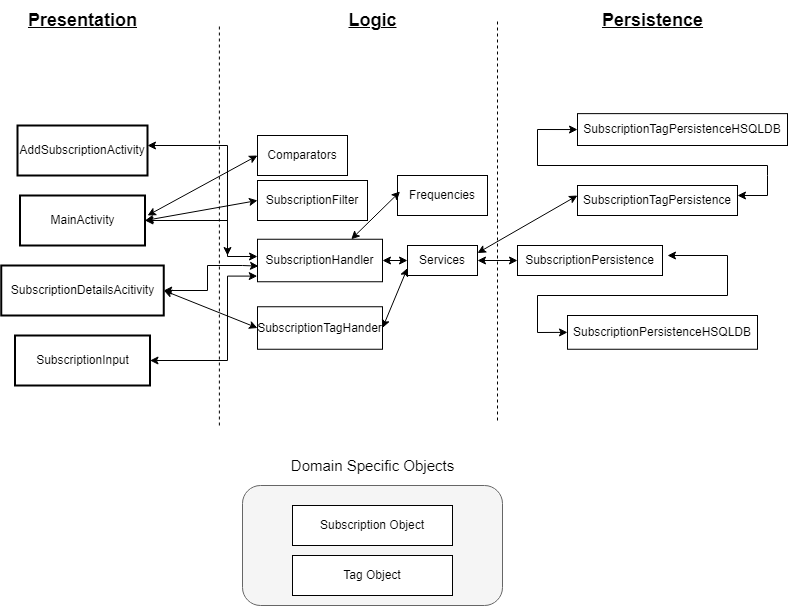 Presentation
Logic
Persistence
AddSubscriptionActivity
MainActivity
SubscriptionDetailsAcitivity
SubscriptionInput
Comparators
SubscriptionFilter
Frequencies
SubscriptionHandler
Services
SubscriptionTagHander
SubscriptionTagPersistenceHSQLDB
SubscriptionTagPersistence
SubscriptionPersistence
SubscriptionPersistenceHSQLDB
Domain Specific Objects
Subscription Object
Tag Object